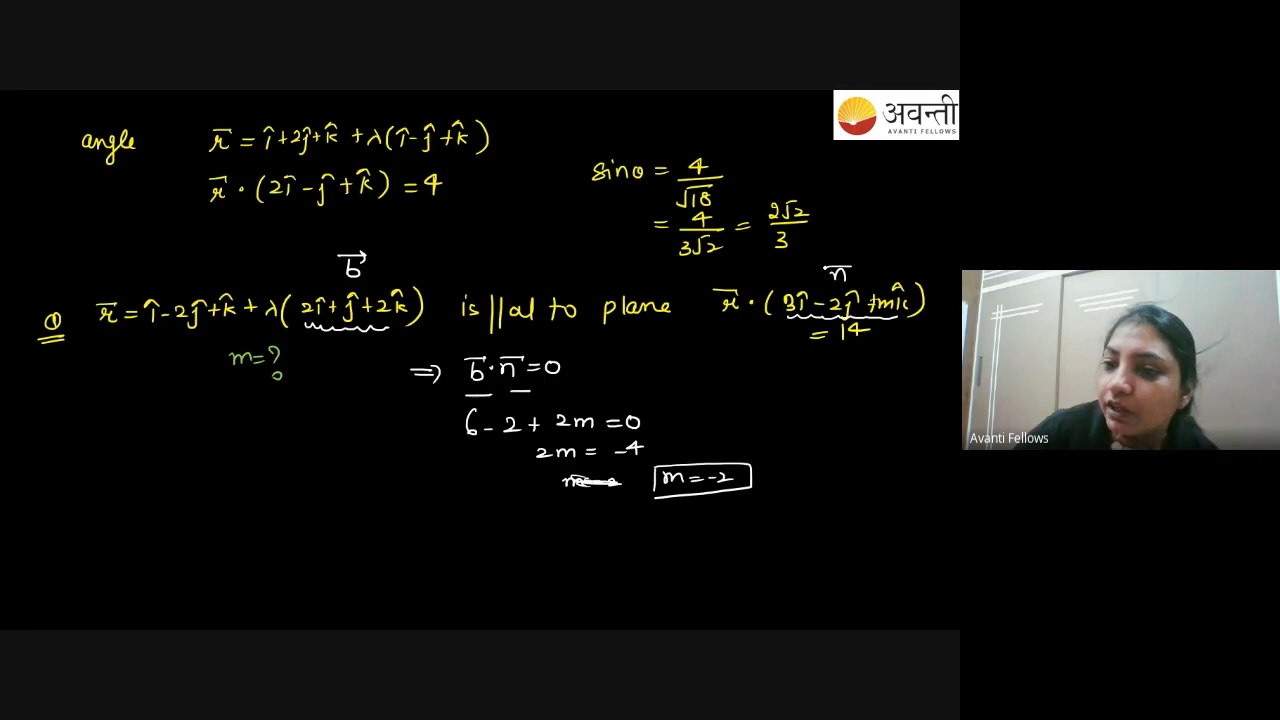 अवन्ती
AVANTI FELLOWS
angle r̅ = î+2ĵ+k̂ + λ(î-ĵ+k̂)
r̅ · (2î-ĵ+k̂) = 4
sinθ = 4/√18
= 4/3√2 = 2√2/3
b⃗
n̅
① r̅ = î-2ĵ+k̂ + λ(2î+ĵ+2k̂) is ||al to plane r̅ · (3î-2ĵ+mk̂)
= 14
m=?
⇒ b̅·n̅ = 0
6 - 2 + 2m = 0
2m = -4
m = -2
Avanti Fellows